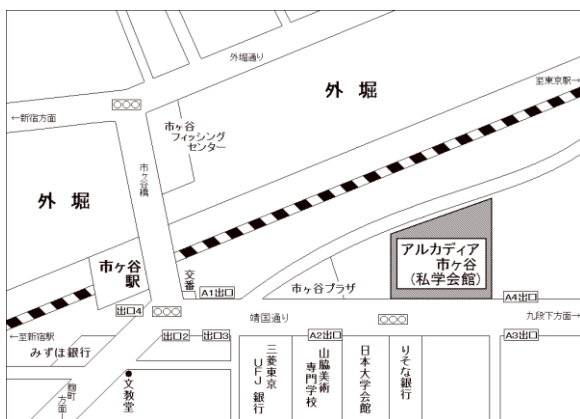 外堀通り
外 堀
至東京駅→
←新宿方面
市ヶ谷
フィッシング
センター
市ヶ谷橋
外 堀
市ヶ谷
駅
交番
A1出口
市ヶ谷プラザ
アルカディア
市ヶ谷
(私学会館)
A4出口
出口4
靖国通り
九段下方面→
←至新宿駅
出口2
出口3
A2出口
A3出口
みずほ銀行
麹町
方面
文教堂
三菱東京
UFJ銀行
山脇美術
専門学校
日本大学会館
りそな銀行